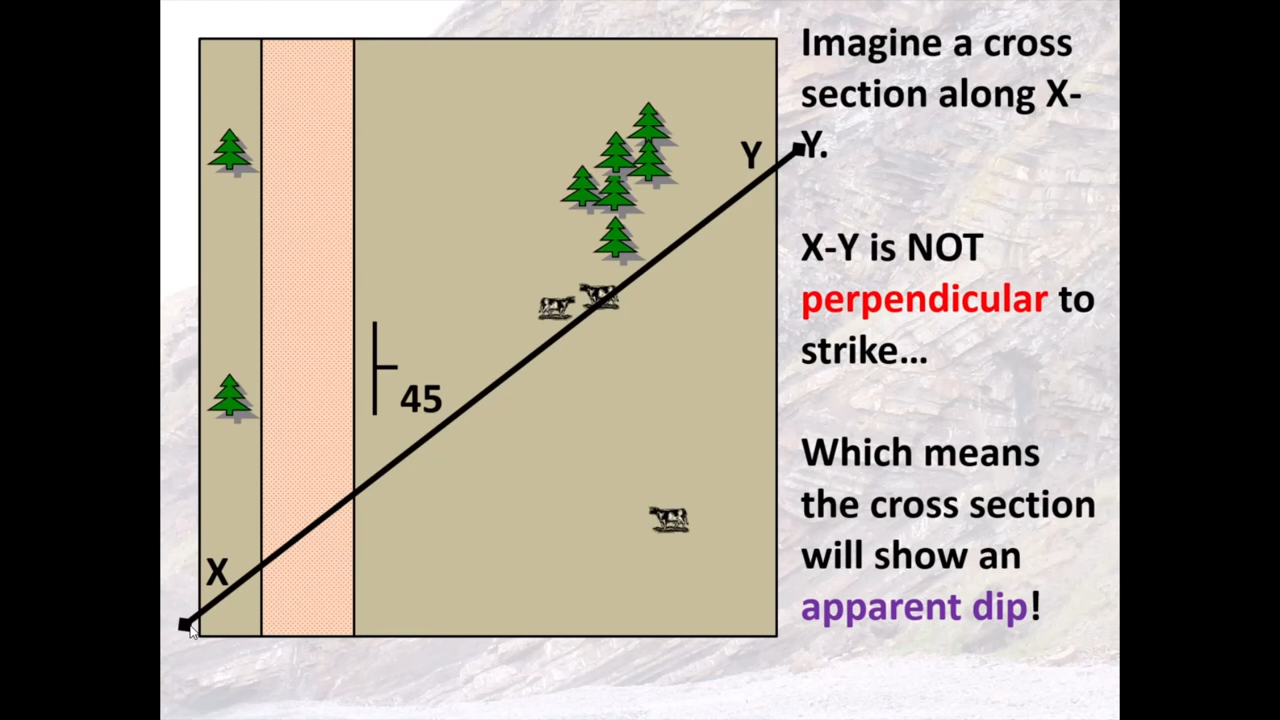 Imagine a cross
section along X-
Y.
X-Y is NOT
perpendicular to
strike…
Which means
the cross section
will show an
apparent dip!
Y
45
X